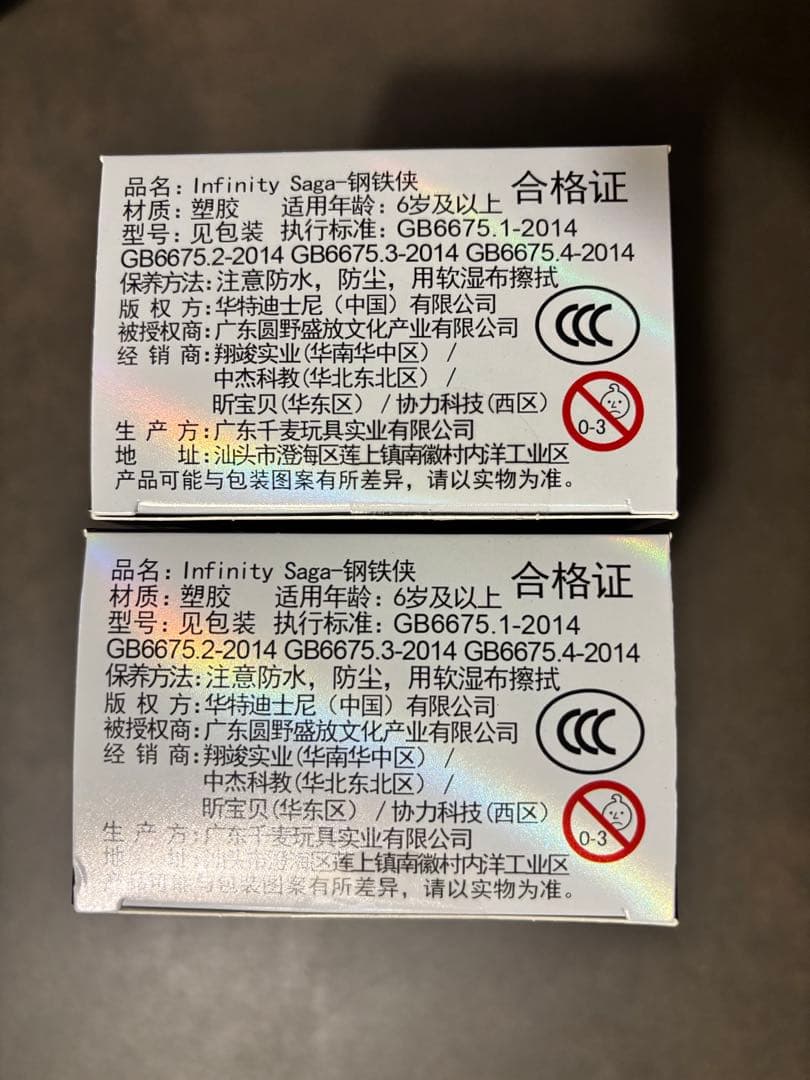 品名：Infinity Saga-钢铁侠
合格证
材质：塑胶 适用年龄：6岁及以上
型号：见包装 执行标准：GB6675.1-2014
GB6675.2-2014 GB6675.3-2014 GB6675.4-2014
保养方法：注意防水，防尘，用软湿布擦拭
版权方：华特迪士尼（中国）有限公司
被授权商：广东圆野盛放文化产业有限公司
经销商：翔竣实业(华南华中区) /
中杰科教(华北东北区) /
昕宝贝(华东区) /协力科技(西区)
生产方：广东千麦玩具实业有限公司
地址：汕头市澄海区莲上镇南徽村内洋工业区
产品可能与包装图案有所差异，请以实物为准。
CCC
0-3
品名：Infinity Saga-钢铁侠
合格证
材质：塑胶 适用年龄：6岁及以上
型号：见包装 执行标准：GB6675.1-2014
GB6675.2-2014 GB6675.3-2014 GB6675.4-2014
保养方法：注意防水，防尘，用软湿布擦拭
版权方：华特迪士尼（中国）有限公司
被授权商：广东圆野盛放文化产业有限公司
经销商：翔竣实业(华南华中区) /
中杰科教(华北东北区) /
昕宝贝(华东区) /协力科技(西区)
生产方：广东千麦玩具实业有限公司
地址：汕头市澄海区莲上镇南徽村内洋工业区
产品可能与包装图案有所差异，请以实物为准。
CCC
0-3